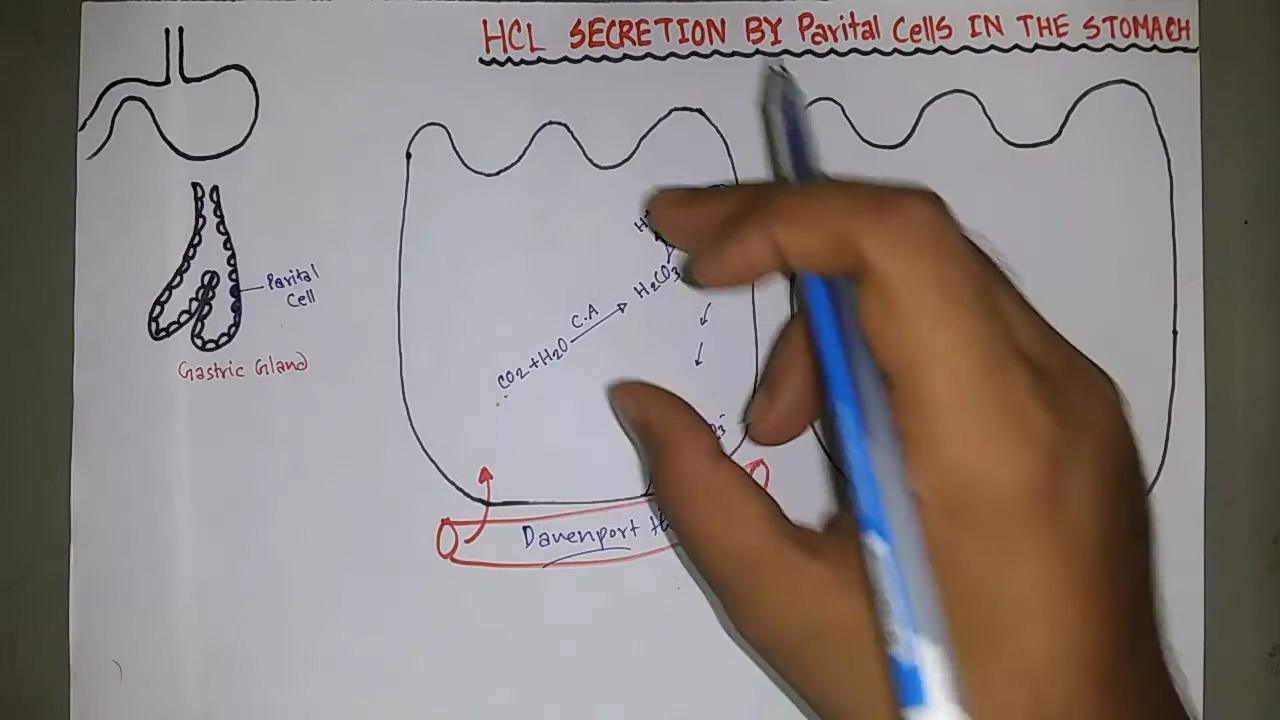 HCL SECRETION BY Parital Cells IN THE STOMACH
Parital
Cell
Gastric Gland
H⁺
H₂CO₃
C.A
CO₂+H₂O
Davenport